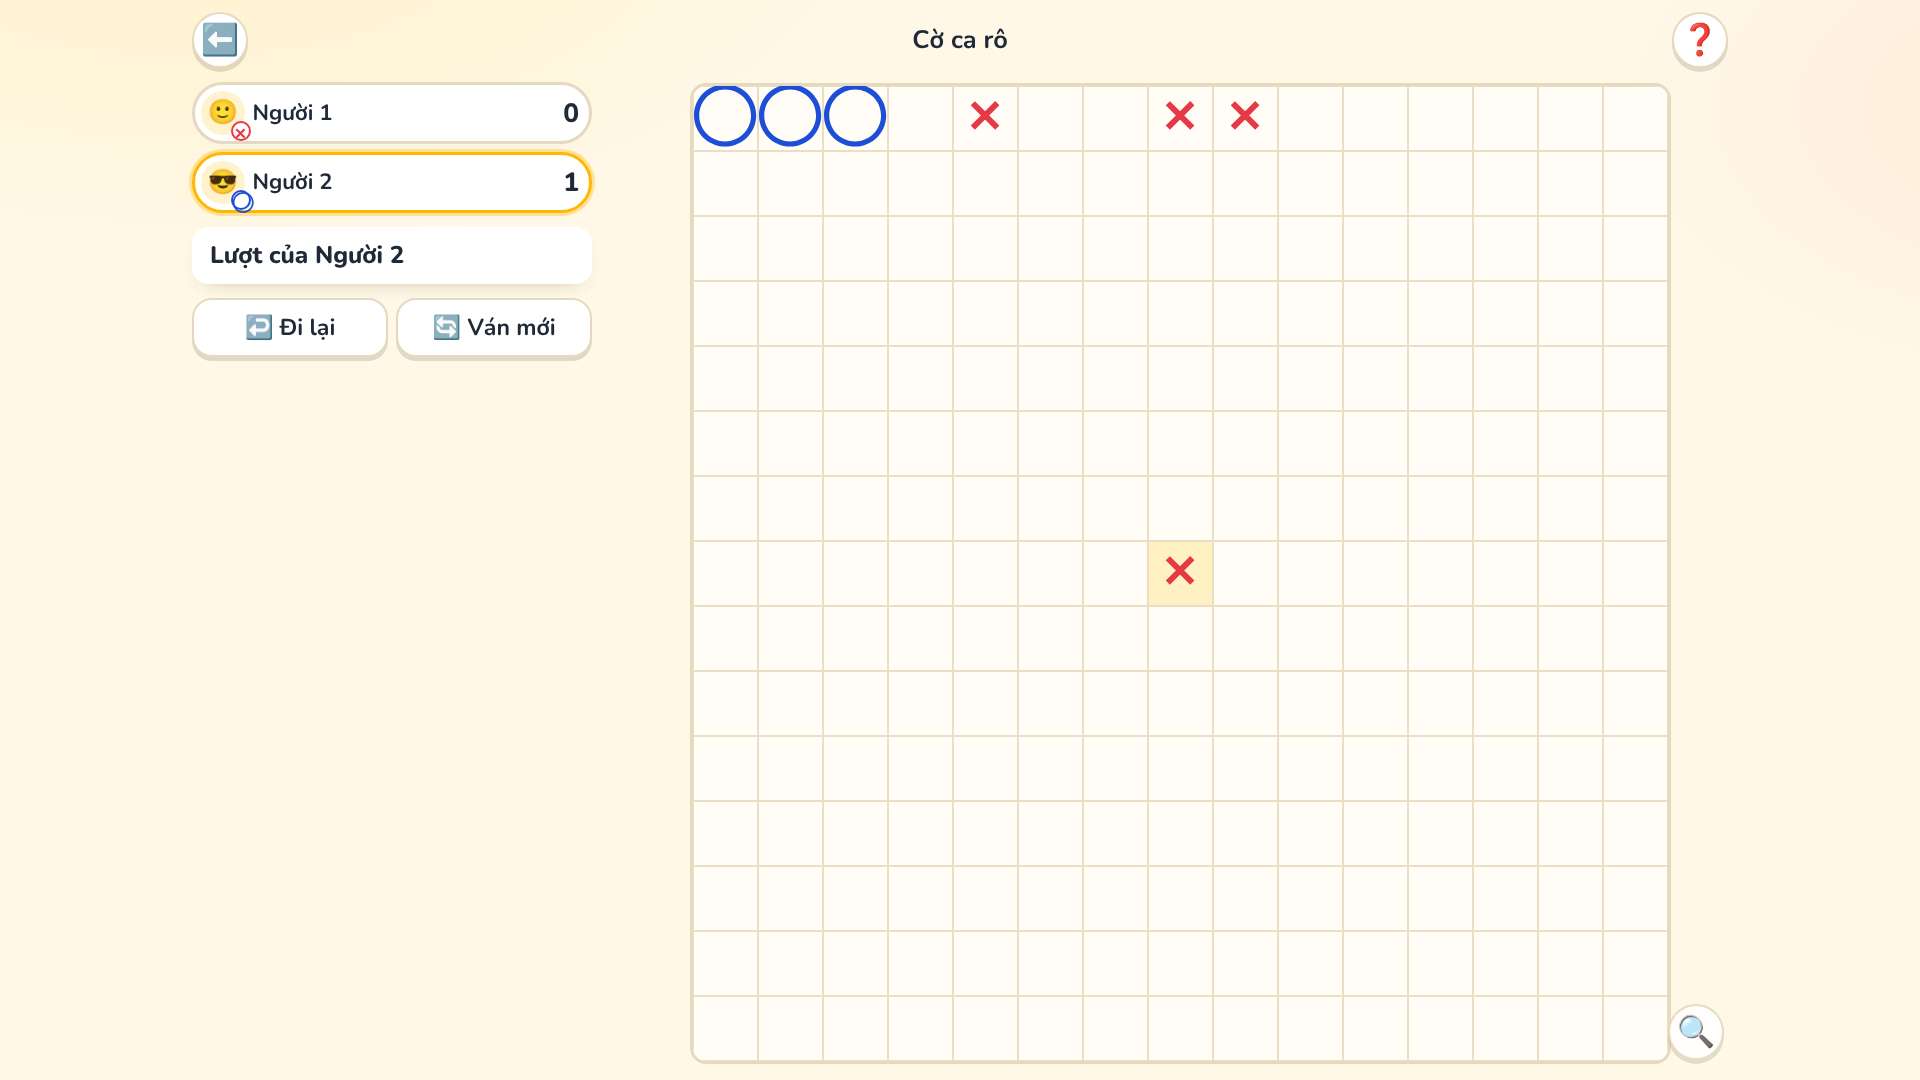 Cờ ca rô
Người 1 0
Người 2 1
Lượt của Người 2
Đi lại
Ván mới